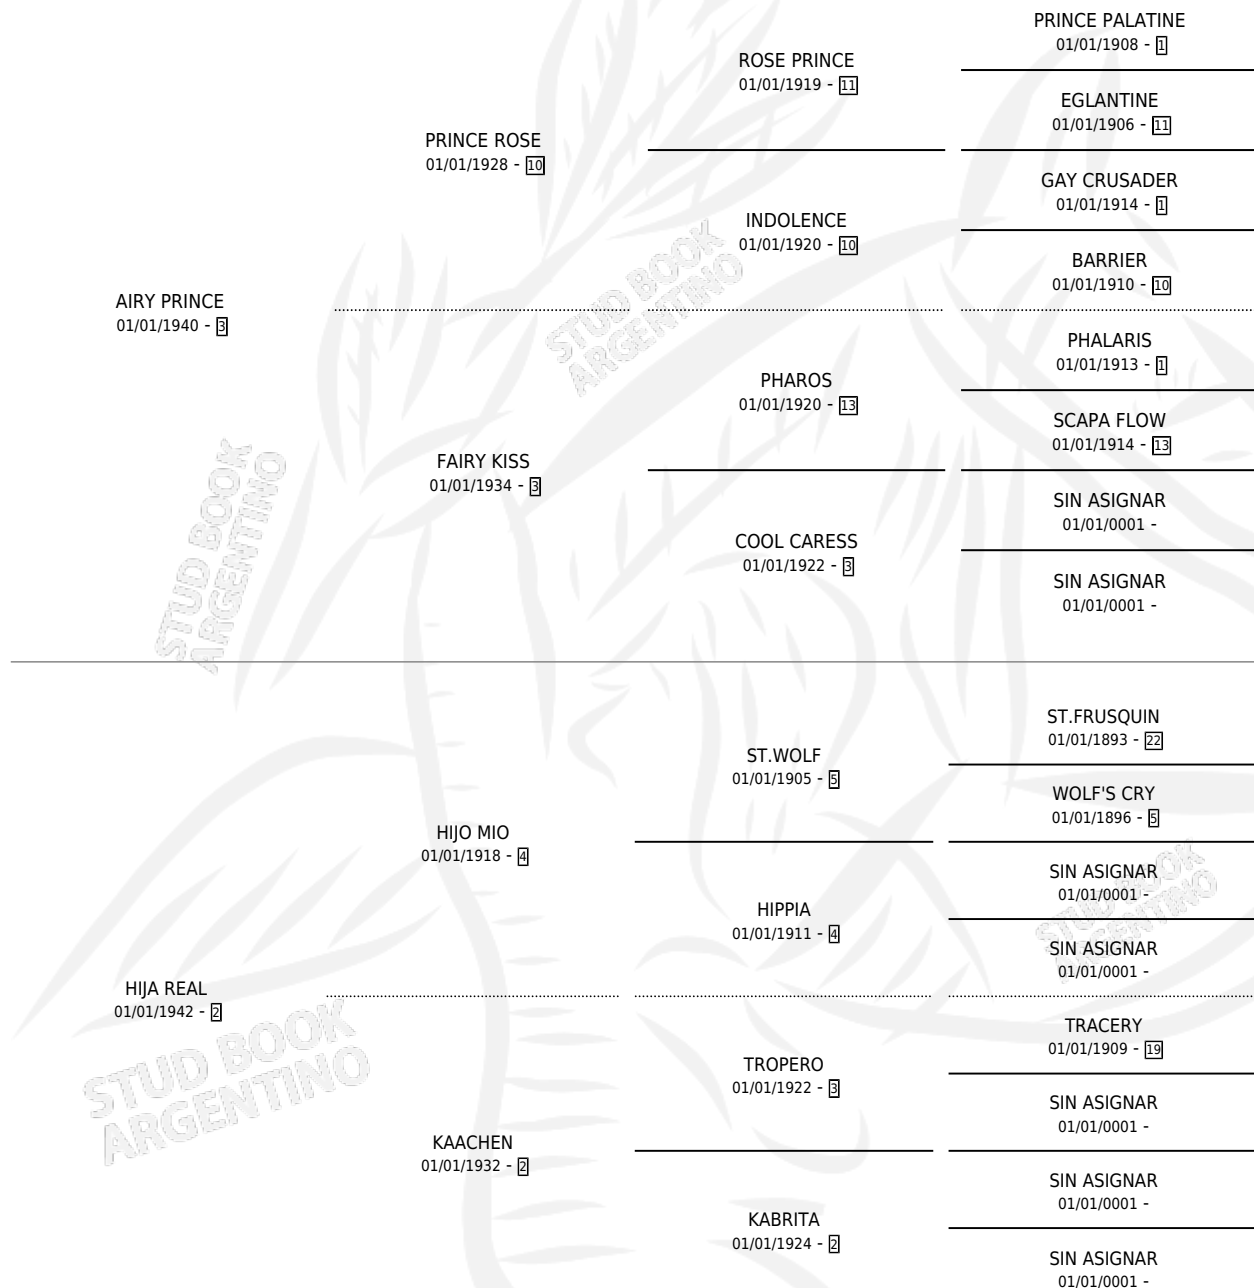 PRINCE PALATINE
01/01/1908 - 1
ROSE PRINCE
01/01/1919 - 11
EGLANTINE
01/01/1906 - 11
PRINCE ROSE
01/01/1928 - 10
GAY CRUSADER
01/01/1914 - 1
INDOLENCE
01/01/1920 - 10
BARRIER
01/01/1910 - 10
AIRY PRINCE
01/01/1940 - 3
PHALARIS
01/01/1913 - 1
PHAROS
01/01/1920 - 13
SCAPA FLOW
01/01/1914 - 13
FAIRY KISS
01/01/1934 - 3
SIN ASIGNAR
01/01/0001 -
COOL CARESS
01/01/1922 - 3
SIN ASIGNAR
01/01/0001 -
ST.FRUSQUIN
01/01/1893 - 22
ST.WOLF
01/01/1905 - 5
WOLF'S CRY
01/01/1896 - 5
HIJO MIO
01/01/1918 - 4
SIN ASIGNAR
01/01/0001 -
HIPPIA
01/01/1911 - 4
SIN ASIGNAR
01/01/0001 -
HIJA REAL
01/01/1942 - 2
TRACERY
01/01/1909 - 19
TROPERO
01/01/1922 - 3
SIN ASIGNAR
01/01/0001 -
KAACHEN
01/01/1932 - 2
SIN ASIGNAR
01/01/0001 -
KABRITA
01/01/1924 - 2
SIN ASIGNAR
01/01/0001 -
STUD BOOK
ARGENTINO
STUD BOOK
ARGENTINO
STUD BOOK
ARGENTINO
STUD BOOK
ARGENTINO